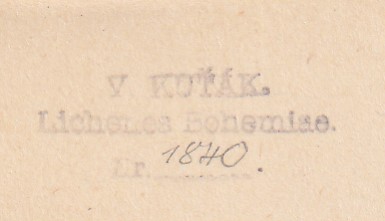 V KUŤÁK.
Lichenes Bohemiae.
Nr. 1840.